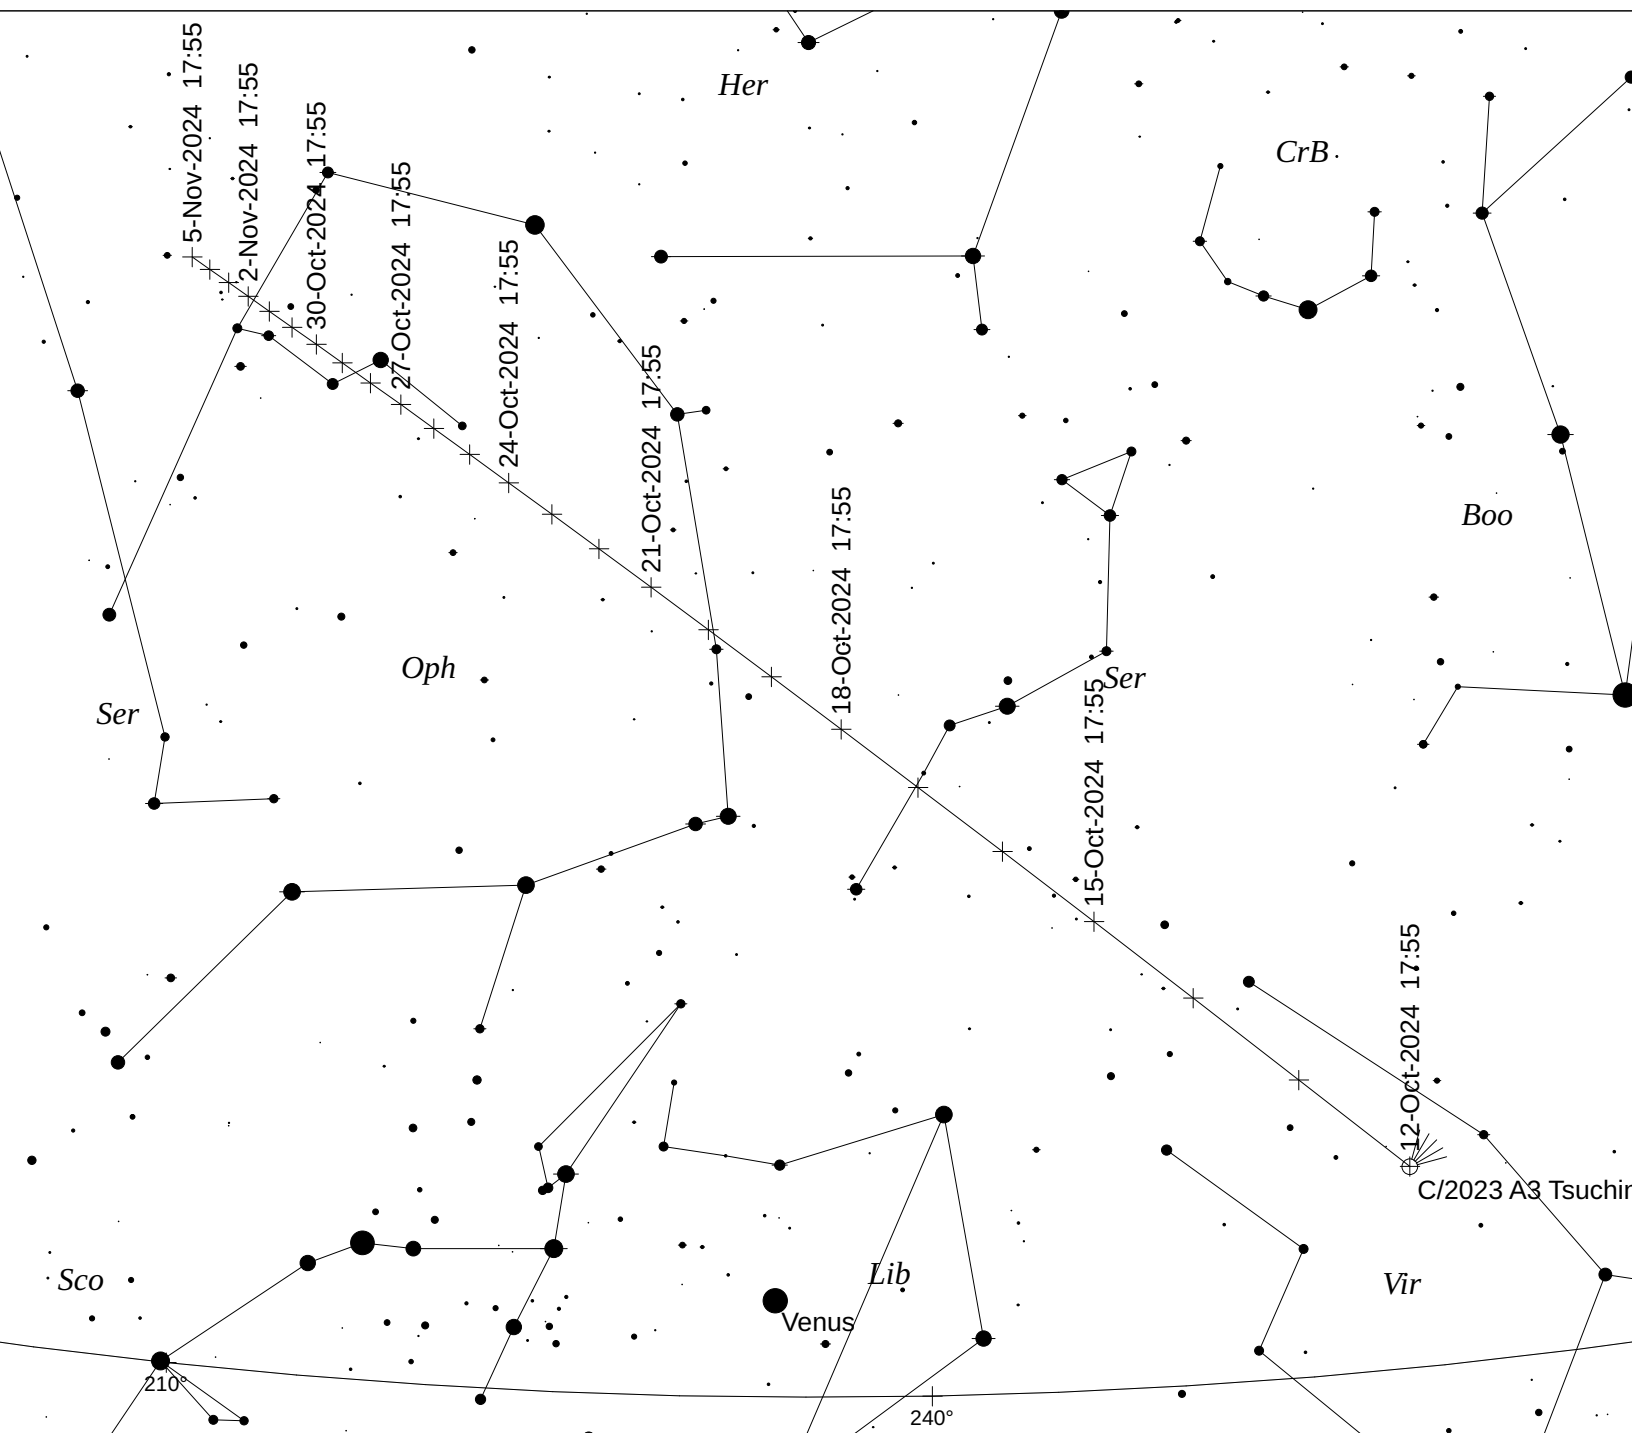 5-Nov-2024 17:55
2-Nov-2024 17:55
30-Oct-2024 17:55
27-Oct-2024 17:55
24-Oct-2024 17:55
21-Oct-2024 17:55
18-Oct-2024 17:55
15-Oct-2024 17:55
12-Oct-2024 17:55
Her
CrB
Boo
Oph
Ser
Ser
C/2023 A3 Tsuchin
Sco
Lib
Vir
Venus
210°
240°